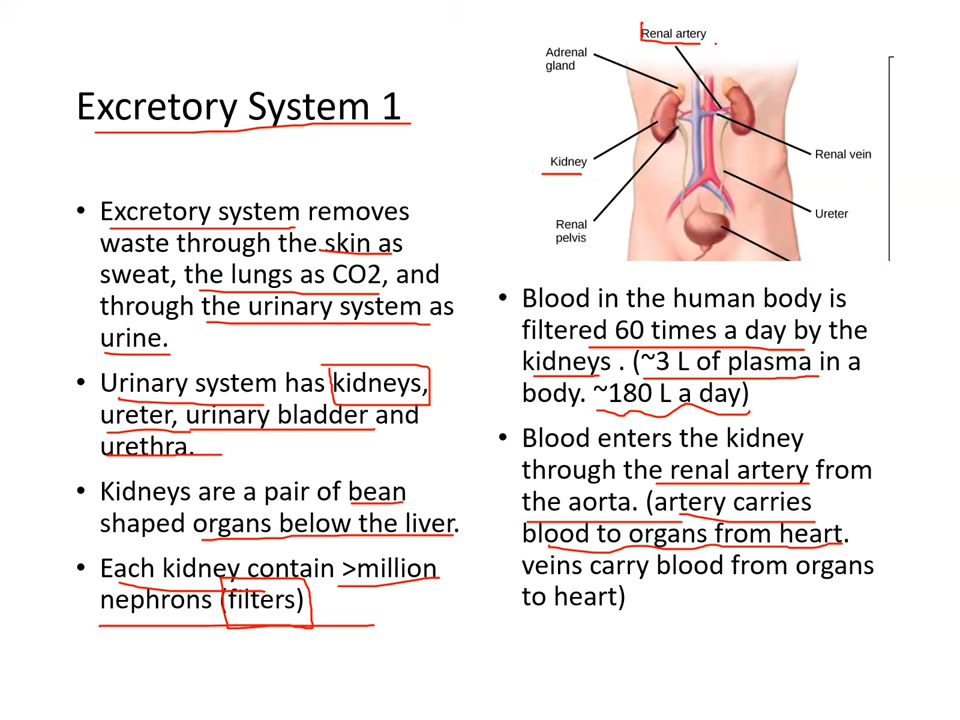 Excretory System 1
• Excretory system removes
waste through the skin as
sweat, the lungs as CO2, and
through the urinary system as
urine.
• Urinary system has kidneys,
ureter, urinary bladder and
urethra.
• Kidneys are a pair of bean
shaped organs below the liver.
• Each kidney contain >million
nephrons (filters)
Renal artery
Adrenal
gland
Kidney
Renal vein
Renal
pelvis
Ureter
• Blood in the human body is
filtered 60 times a day by the
kidneys . (~3 L of plasma in a
body. ~180 L a day)
• Blood enters the kidney
through the renal artery from
the aorta. (artery carries
blood to organs from heart.
veins carry blood from organs
to heart)